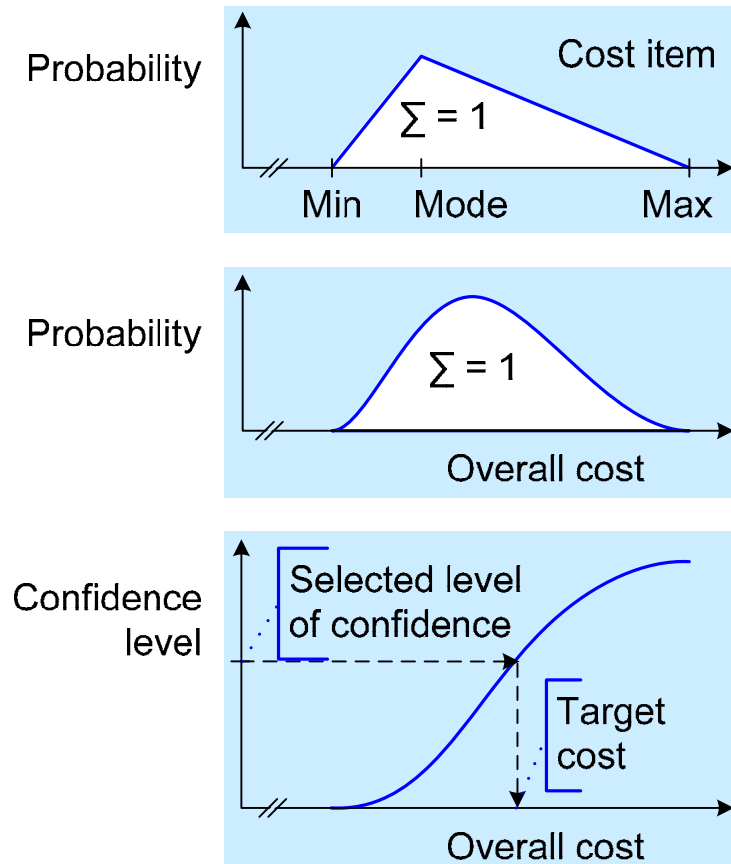 Probability
Cost item
∑ = 1
Min
Mode
Max
Probability
∑ = 1
Overall cost
Confidence
level
Selected level
of confidence
Target
cost
Overall cost